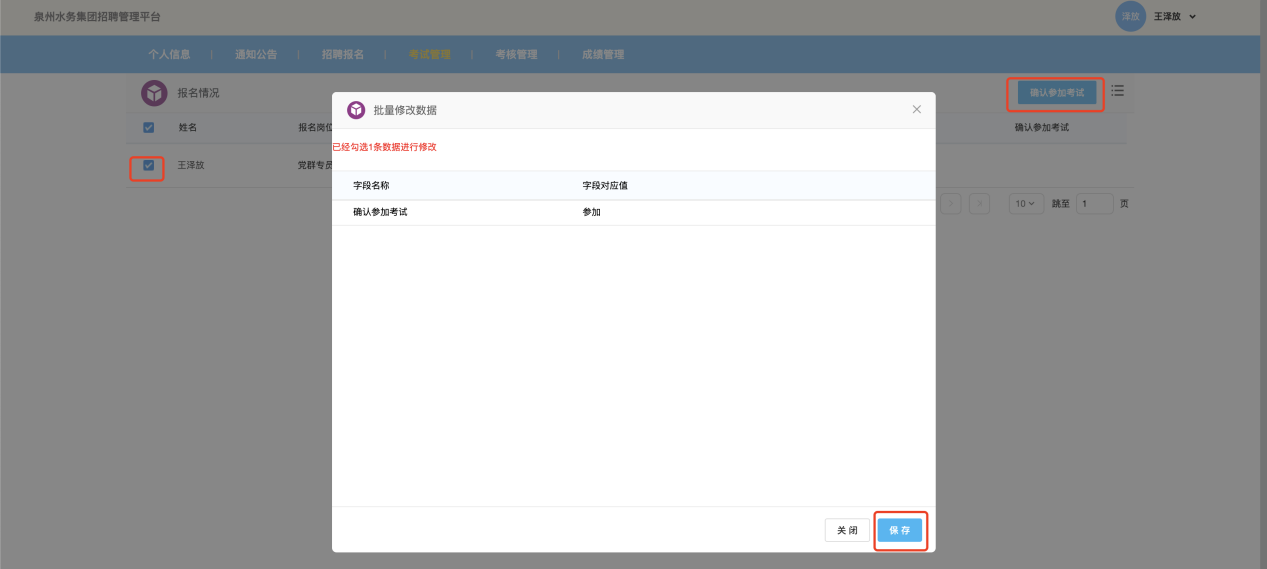 泉州水务集团招聘管理平台
泽放 王泽放
个人信息 | 通知公告 | 招聘报名 | 考试管理 | 考核管理 | 成绩管理
报名情况
确认参加考试
姓名 报名岗位 确认参加考试
王泽放 党群专员
10 跳至 1 页
批量修改数据
已经勾选1条数据进行修改
字段名称 字段对应值
确认参加考试 参加
关闭 保存